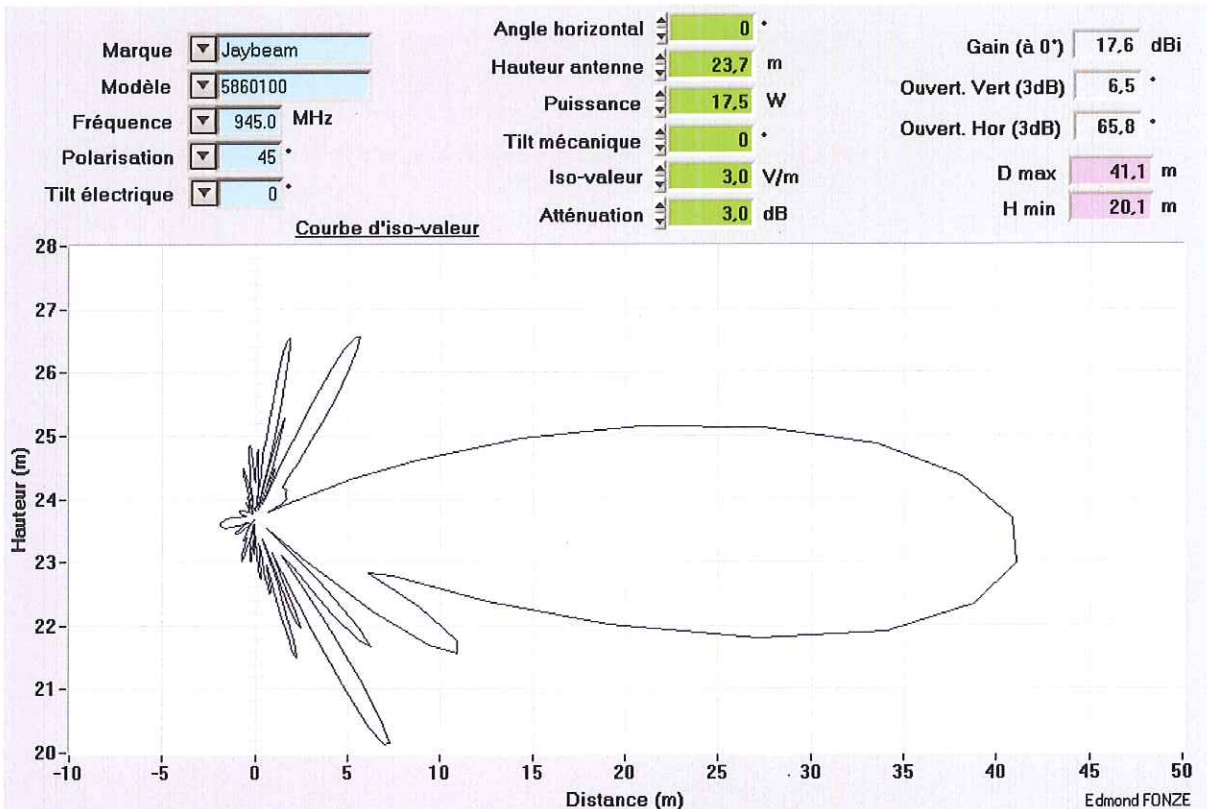 Marque Jaybeam
Modèle 5860100
Fréquence 945.0 MHz
Polarisation 45 °
Tilt électrique 0 °
Angle horizontal 0 °
Hauteur antenne 23,7 m
Puissance 17,5 W
Tilt mécanique 0 °
Iso-valeur 3,0 V/m
Atténuation 3,0 dB
Gain (à 0°) 17,6 dBi
Ouvert. Vert (3dB) 6,5 °
Ouvert. Hor (3dB) 65,8 °
D max 41,1 m
H min 20,1 m
Courbe d'iso-valeur
Hauteur (m)
28
27
26
25
24
23
22
21
20
-10 -5 0 5 10 15 20 25 30 35 40 45 50
Distance (m)
Edmond FONZE